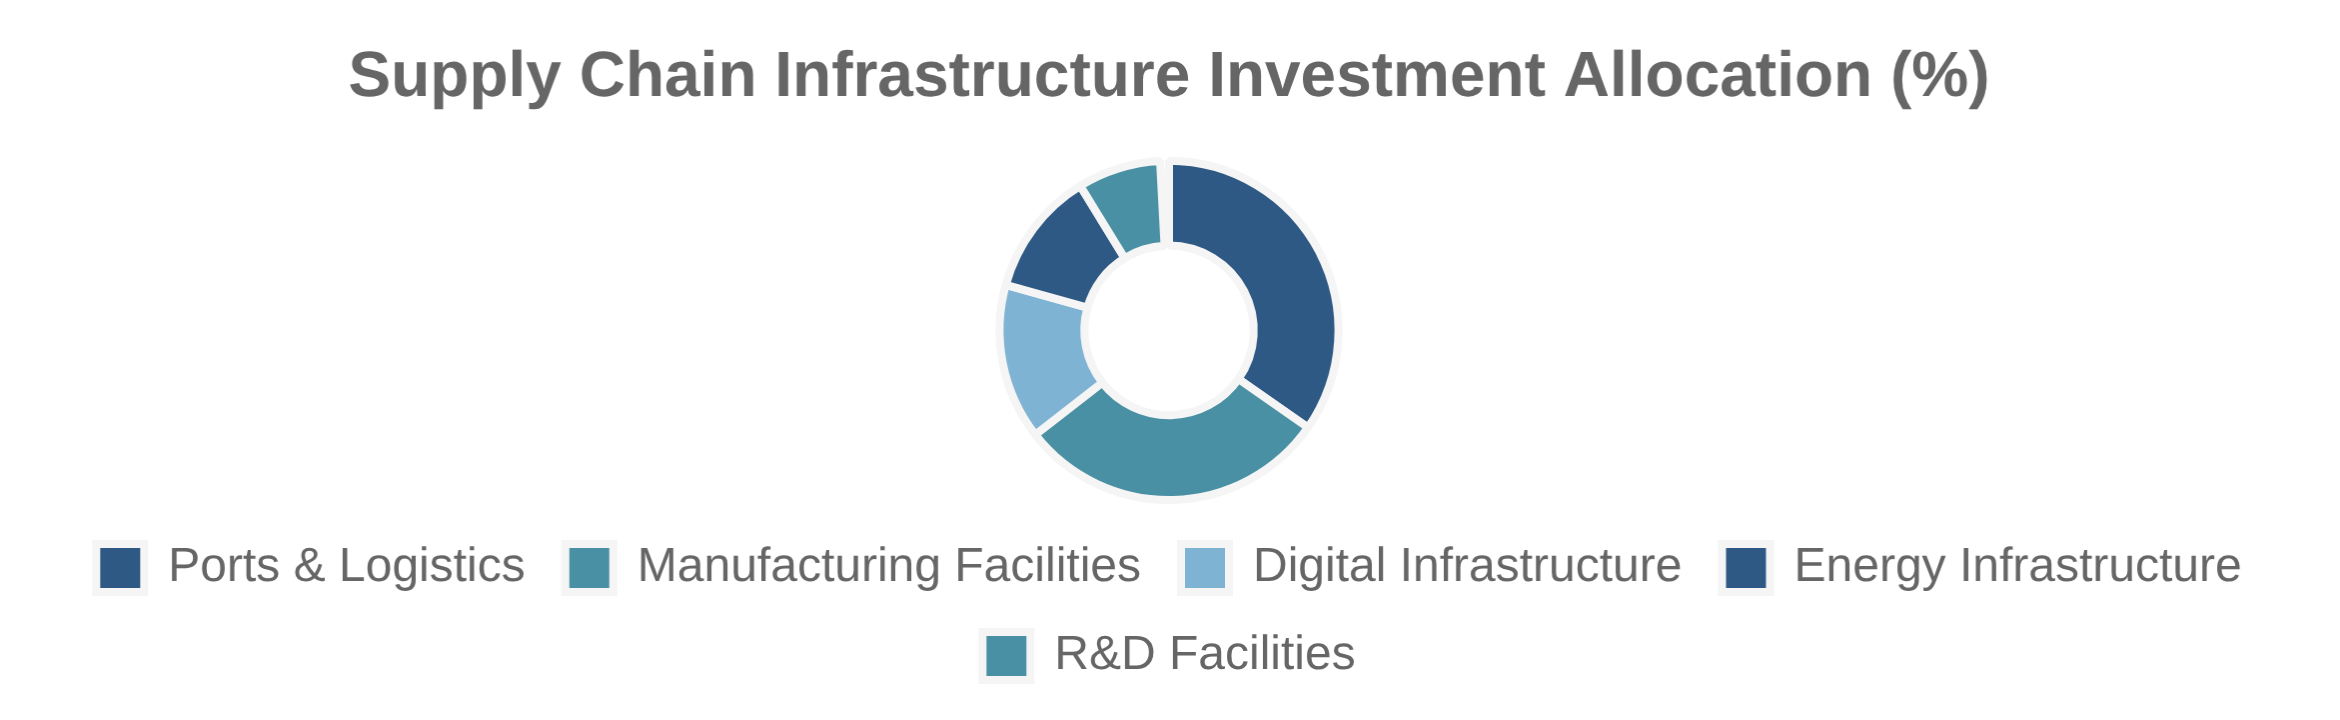 Supply Chain Infrastructure Investment Allocation (%)
Ports & Logistics Manufacturing Facilities Digital Infrastructure Energy Infrastructure
R&D Facilities